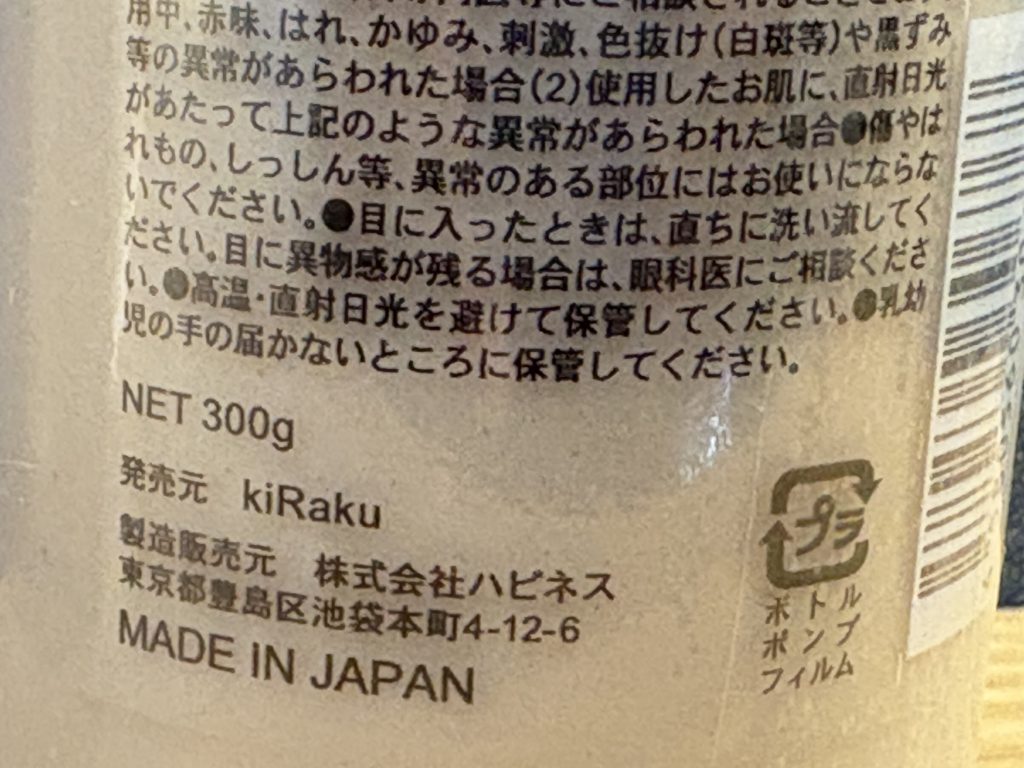 等にご相談されることをお
用中、赤味、はれ、かゆみ、刺激、色抜け(白斑等)や黒ずみ
等の異常があらわれた場合(2)使用したお肌に、直射日光
があたって上記のような異常があらわれた場合●傷やは
れもの、しっしん等、異常のある部位にはお使いにならな
いでください。●目に入ったときは、直ちに洗い流してく
ださい。目に異物感が残る場合は、眼科医にご相談くださ
い。●高温・直射日光を避けて保管してください。●乳幼
児の手の届かないところに保管してください。
NET 300g
発売元 kiRaku
製造販売元 株式会社ハピネス
東京都豊島区池袋本町4-12-6
MADE IN JAPAN
プラ
ボトル
ポンプ
フィルム